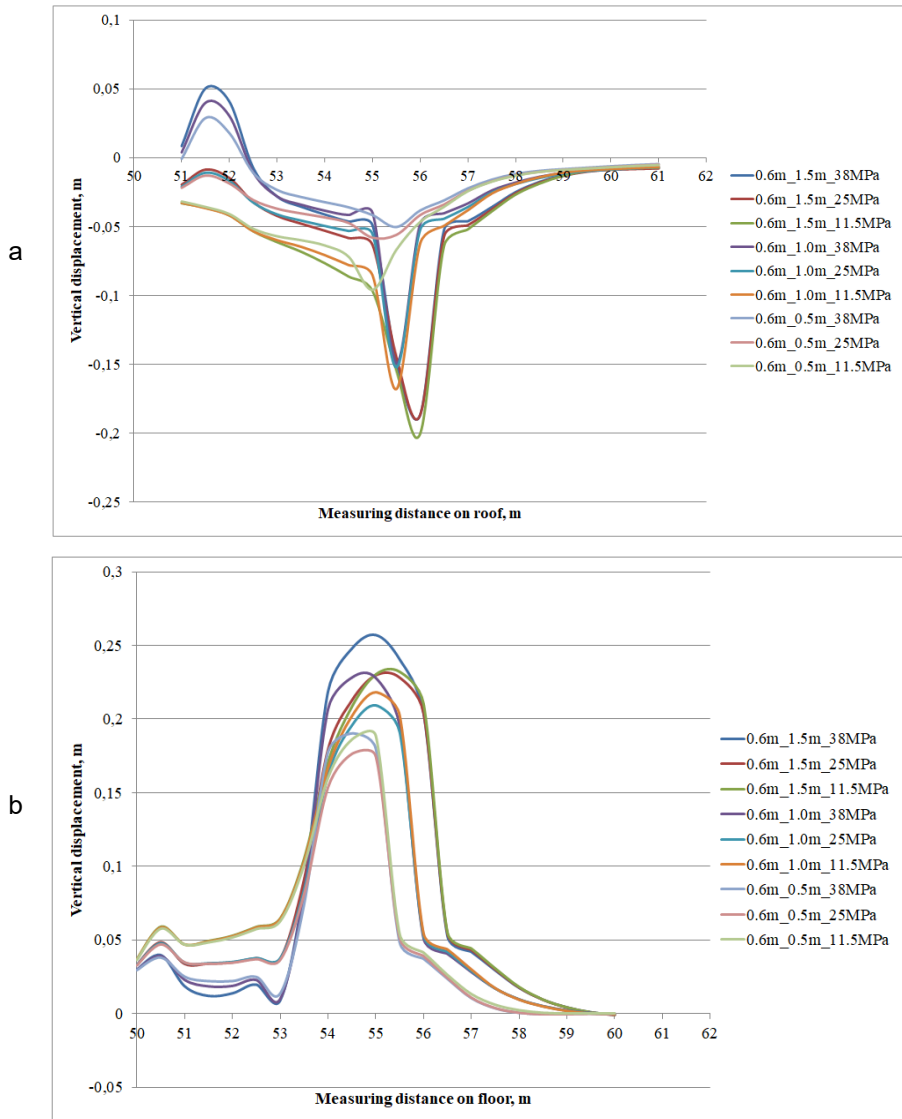 a
0,1
0,05
0
-0,05
-0,1
-0,15
-0,2
-0,25
50 51 52 53 54 55 56 57 58 59 60 61 62
Vertical displacement, m
Measuring distance on roof, m
0.6m_1.5m_38MPa
0.6m_1.5m_25MPa
0.6m_1.5m_11.5MPa
0.6m_1.0m_38MPa
0.6m_1.0m_25MPa
0.6m_1.0m_11.5MPa
0.6m_0.5m_38MPa
0.6m_0.5m_25MPa
0.6m_0.5m_11.5MPa
b
0,3
0,25
0,2
0,15
0,1
0,05
0
-0,05
50 51 52 53 54 55 56 57 58 59 60 61 62
Vertical displacement, m
Measuring distance on floor, m
0.6m_1.5m_38MPa
0.6m_1.5m_25MPa
0.6m_1.5m_11.5MPa
0.6m_1.0m_38MPa
0.6m_1.0m_25MPa
0.6m_1.0m_11.5MPa
0.6m_0.5m_38MPa
0.6m_0.5m_25MPa
0.6m_0.5m_11.5MPa